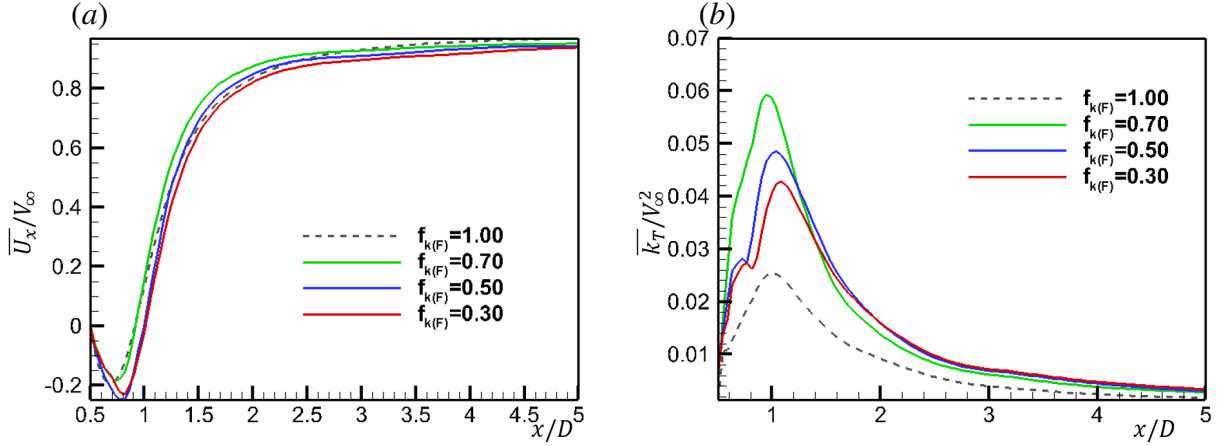 (a)
0.8
0.6
0.4
0.2
0
-0.2
U̅ₓ/V∞
0.5 1 1.5 2 2.5 3 3.5 4 4.5 5
x/D
f_k(F)=1.00
f_k(F)=0.70
f_k(F)=0.50
f_k(F)=0.30
(b)
0.07
0.06
0.05
0.04
0.03
0.02
0.01
k̅_T/V∞²
1 2 3 4 5
x/D
f_k(F)=1.00
f_k(F)=0.70
f_k(F)=0.50
f_k(F)=0.30